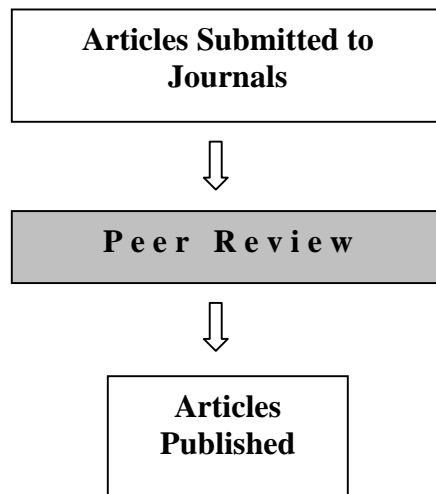 Articles Submitted to
Journals
Peer Review
Articles
Published